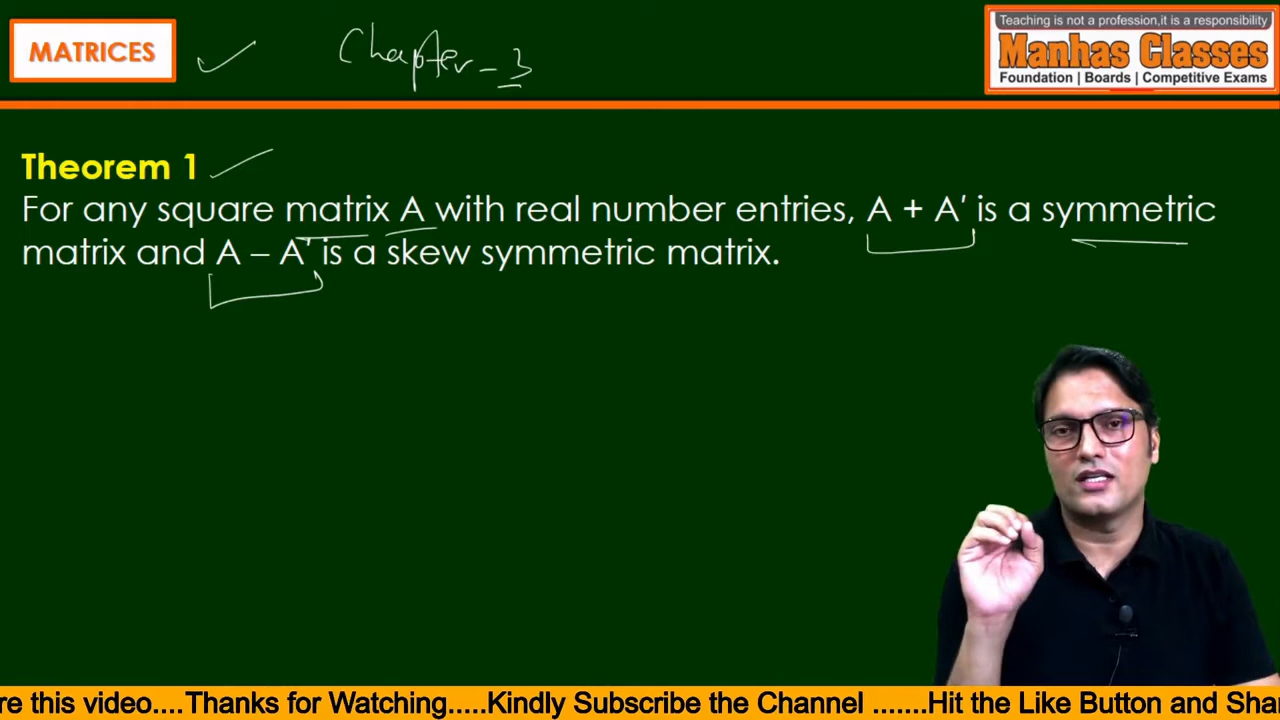 MATRICES
Chapter - 3
Teaching is not a profession,it is a responsibility
Manhas Classes
Foundation | Boards | Competitive Exams
Theorem 1
For any square matrix A with real number entries, A + A′ is a symmetric
matrix and A – A′ is a skew symmetric matrix.
re this video....Thanks for Watching.....Kindly Subscribe the Channel .......Hit the Like Button and Sha